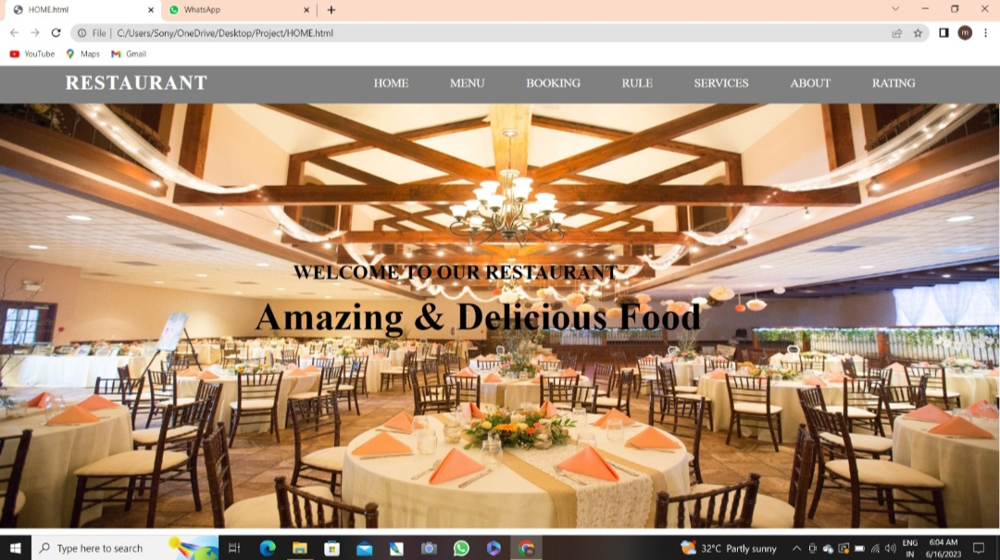 HOME.html
WhatsApp
File | C:/Users/Sony/OneDrive/Desktop/Project/HOME.html
m
YouTube Maps Gmail
RESTAURANT HOME MENU BOOKING RULE SERVICES ABOUT RATING
WELCOME TO OUR RESTAURANT
Amazing & Delicious Food
Type here to search
32°C Partly sunny
ENG
IN
6:04 AM
6/16/2023